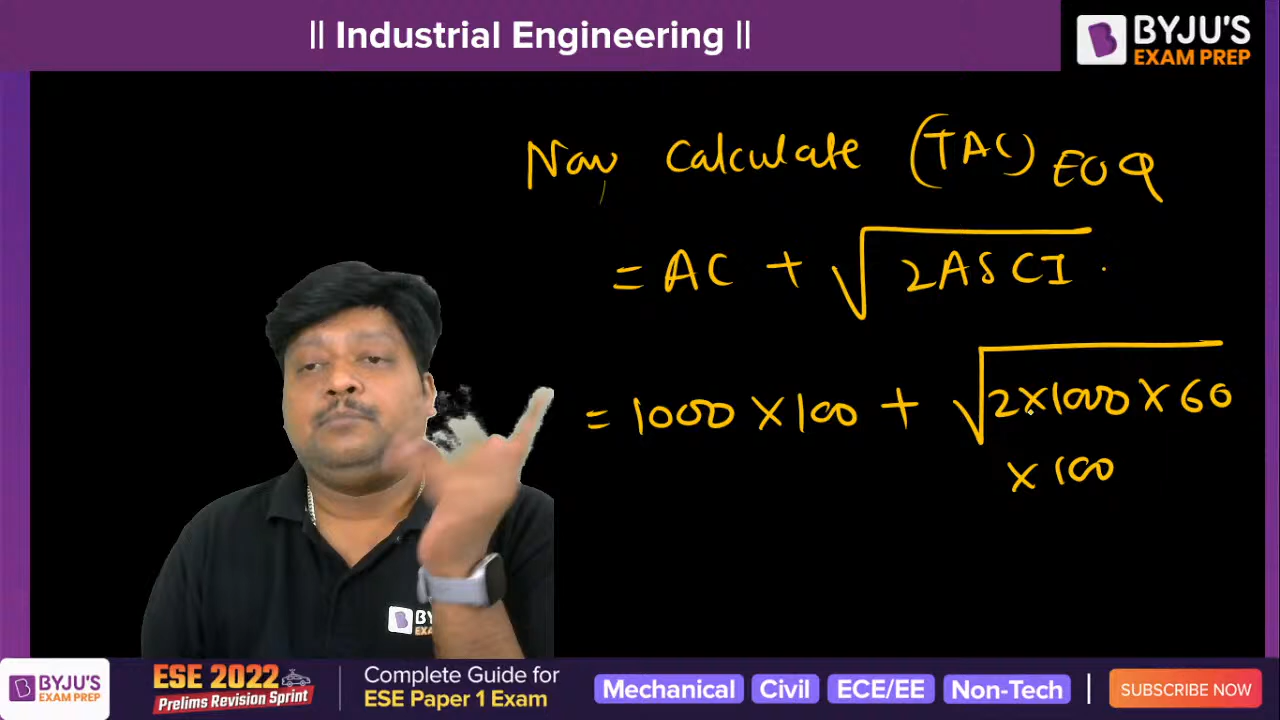 || Industrial Engineering ||
BYJU'S
EXAM PREP
Now Calculate (TAC) EOQ
= AC + √2ASCI .
= 1000 × 100 + √2×1000 × 60
× 100
BYJU'S
EXAM PREP
ESE 2022
Prelims Revision Sprint
Complete Guide for
ESE Paper 1 Exam
Mechanical Civil ECE/EE Non-Tech |
SUBSCRIBE NOW